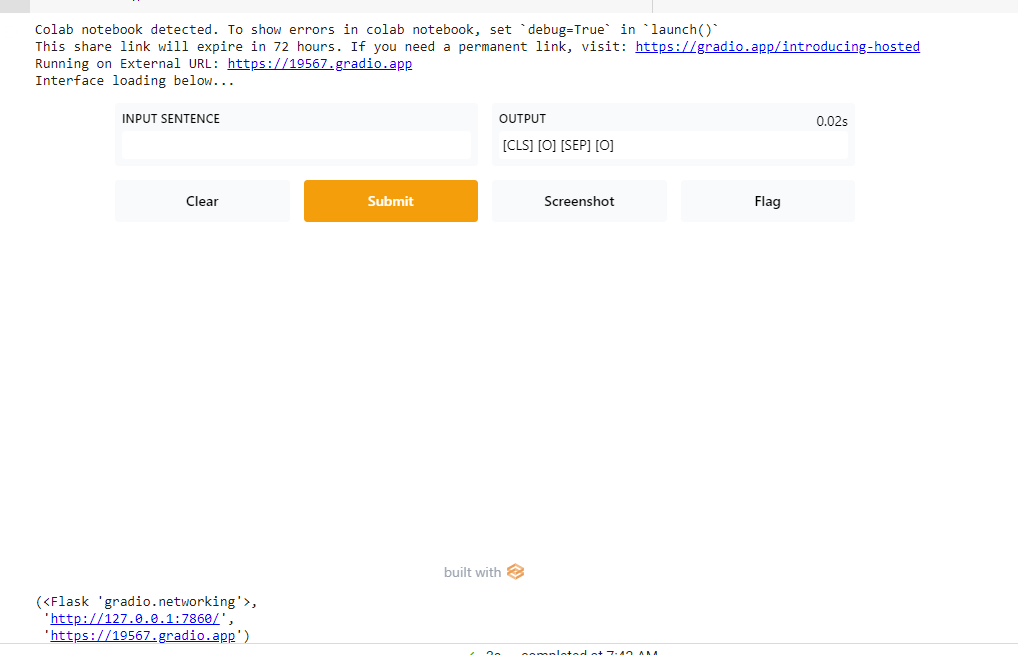 Colab notebook detected. To show errors in colab notebook, set `debug=True` in `launch()`
This share link will expire in 72 hours. If you need a permanent link, visit: https://gradio.app/introducing-hosted
Running on External URL: https://19567.gradio.app
Interface loading below...
INPUT SENTENCE
OUTPUT 0.02s
[CLS] [O] [SEP] [O]
Clear Submit Screenshot Flag
built with
(<Flask 'gradio.networking'>,
'http://127.0.0.1:7860/',
'https://19567.gradio.app')
completed at 7:42 AM